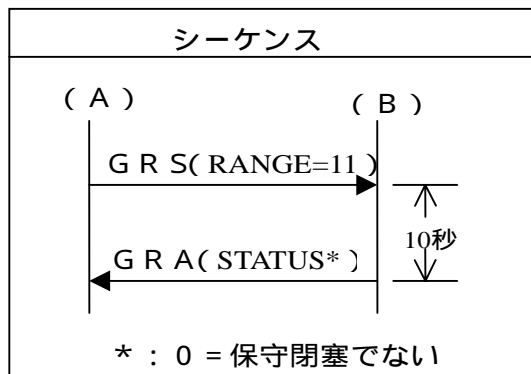 シーケンス
(A)
(B)
GRS(RANGE=11)
10秒
GRA(STATUS*)
*:0=保守閉塞でない